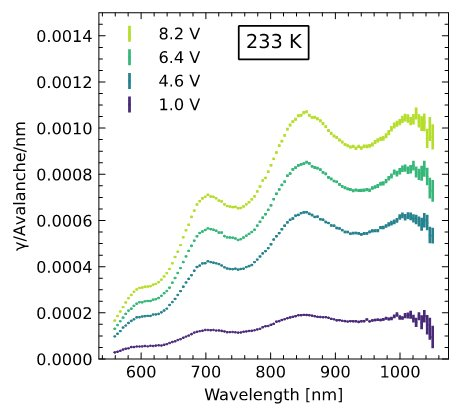 233 K
8.2 V
6.4 V
4.6 V
1.0 V
γ/Avalanche/nm
0.0014
0.0012
0.0010
0.0008
0.0006
0.0004
0.0002
0.0000
600 700 800 900 1000
Wavelength [nm]